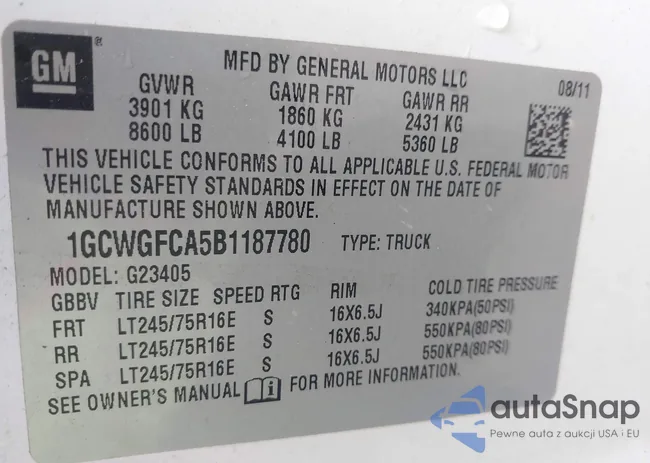 GM ®
MFD BY GENERAL MOTORS LLC
08/11
GVWR GAWR FRT GAWR RR
3901 KG 1860 KG 2431 KG
8600 LB 4100 LB 5360 LB
THIS VEHICLE CONFORMS TO ALL APPLICABLE U.S. FEDERAL MOTOR
VEHICLE SAFETY STANDARDS IN EFFECT ON THE DATE OF
MANUFACTURE SHOWN ABOVE.
1GCWGFCA5B1187780 TYPE: TRUCK
MODEL: G23405
GBBV TIRE SIZE SPEED RTG RIM COLD TIRE PRESSURE
FRT LT245/75R16E S 16X6.5J 340KPA(50PSI)
RR LT245/75R16E S 16X6.5J 550KPA(80PSI)
SPA LT245/75R16E S 16X6.5J 550KPA(80PSI)
SEE OWNER'S MANUAL FOR MORE INFORMATION.
autaSnap
Pewne auta z aukcji USA i EU